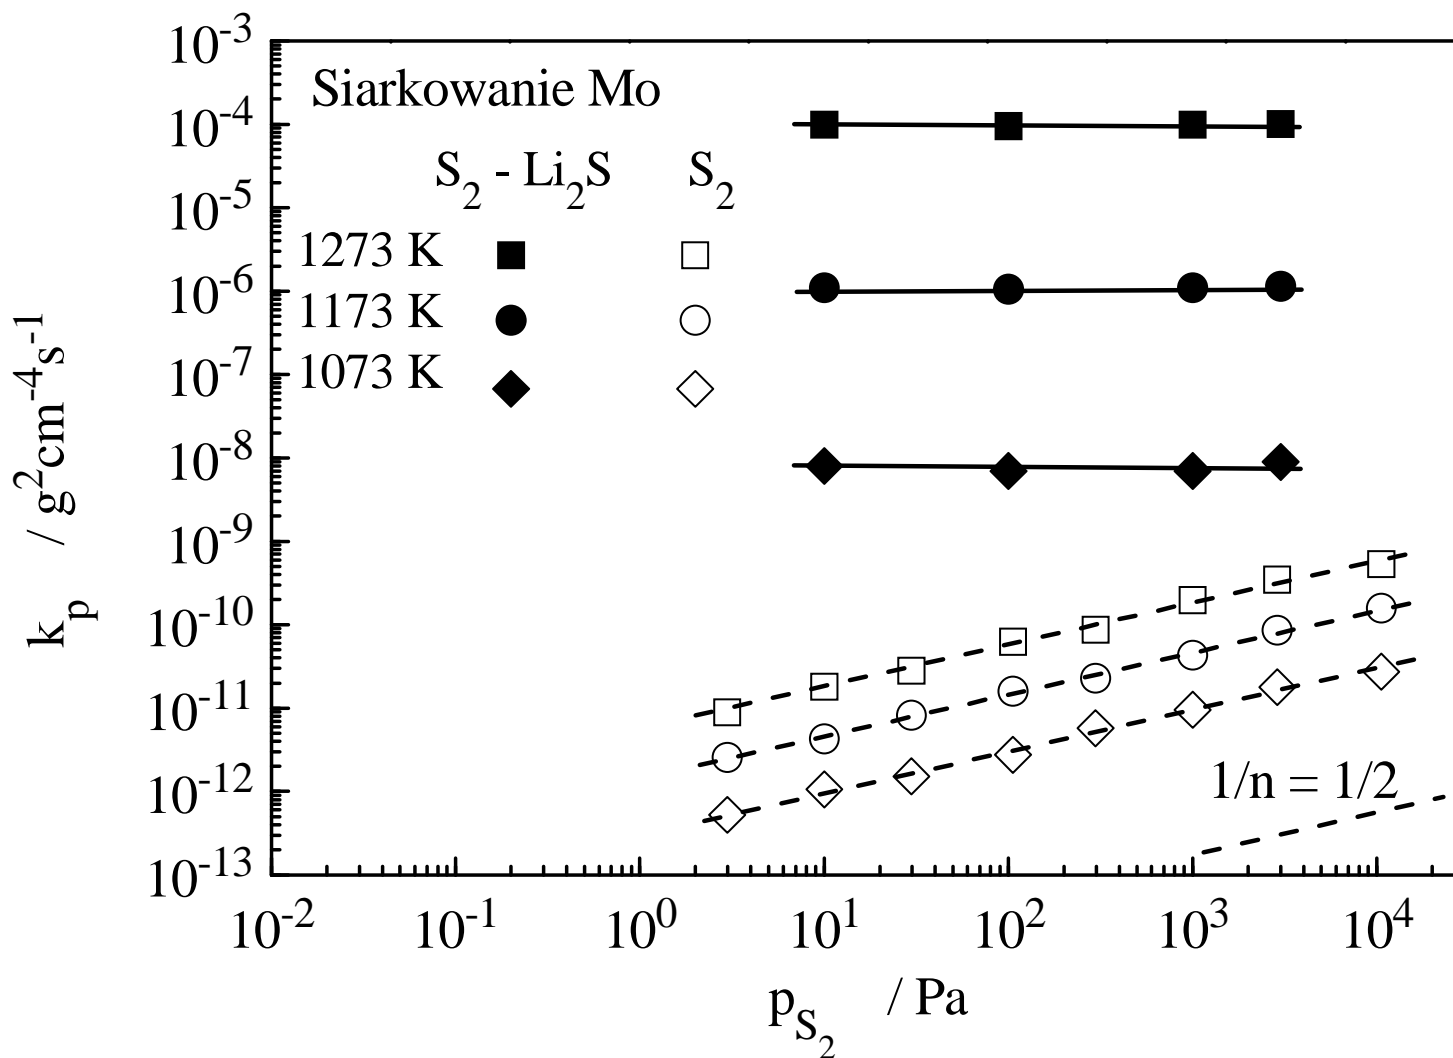 Siarkowanie Mo
S₂ - Li₂S S₂
1273 K
1173 K
1073 K
1/n = 1/2
10⁻³
10⁻⁴
10⁻⁵
10⁻⁶
10⁻⁷
10⁻⁸
10⁻⁹
10⁻¹⁰
10⁻¹¹
10⁻¹²
10⁻¹³
kₚ / g²cm⁻⁴s⁻¹
10⁻² 10⁻¹ 10⁰ 10¹ 10² 10³ 10⁴
p_S₂ / Pa